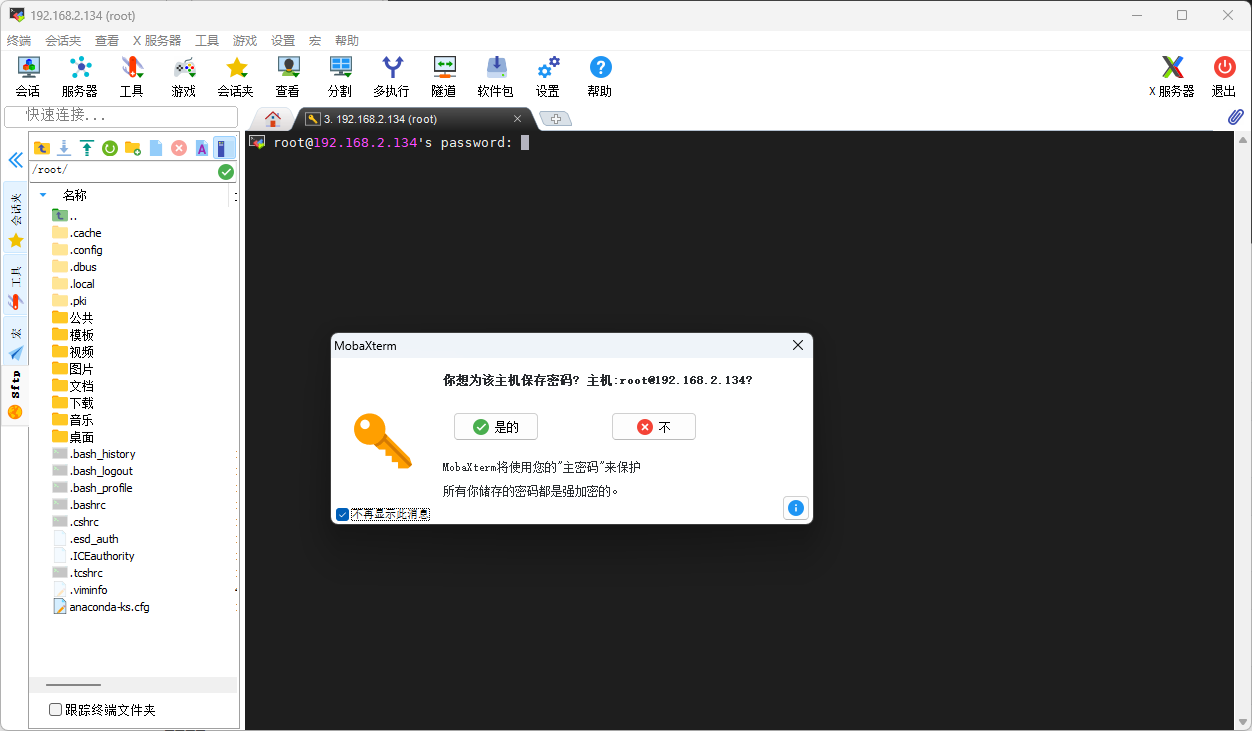 192.168.2.134 (root)
终端 会话夹 查看 X 服务器 工具 游戏 设置 宏 帮助
会话 服务器 工具 游戏 会话夹 查看 分割 多执行 隧道 软件包 设置 帮助 X 服务器 退出
快速连接...
3. 192.168.2.134 (root)
root@192.168.2.134's password:
/root/
名称
会话夹
工具
宏
Sftp
..
.cache
.config
.dbus
.local
.pki
公共
模板
视频
图片
文档
下载
音乐
桌面
.bash_history
.bash_logout
.bash_profile
.bashrc
.cshrc
.esd_auth
.ICEauthority
.tcshrc
.viminfo
anaconda-ks.cfg
跟踪终端文件夹
MobaXterm
你想为该主机保存密码? 主机:root@192.168.2.134?
是的 不
MobaXterm将使用您的"主密码"来保护
所有你储存的密码都是强加密的。
不再显示此消息